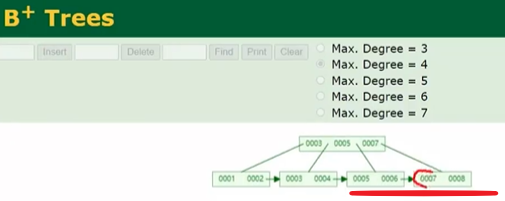 B+ Trees
Insert Delete Find Print Clear
Max. Degree = 3
Max. Degree = 4
Max. Degree = 5
Max. Degree = 6
Max. Degree = 7
0003 0005 0007
0001 0002 0003 0004 0005 0006 0007 0008